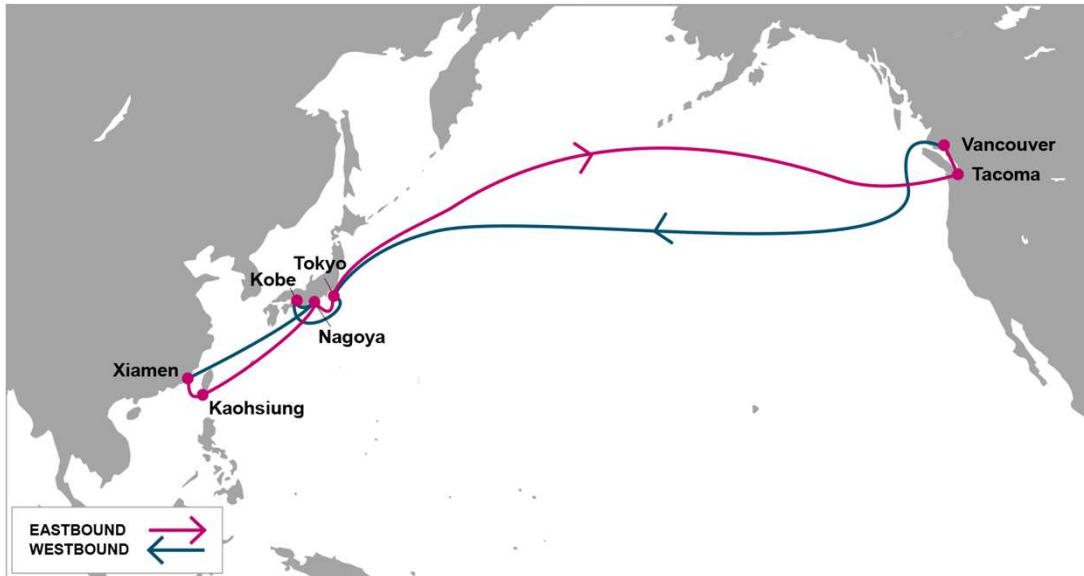 Vancouver
Tacoma
Tokyo
Kobe
Nagoya
Xiamen
Kaohsiung
EASTBOUND
WESTBOUND